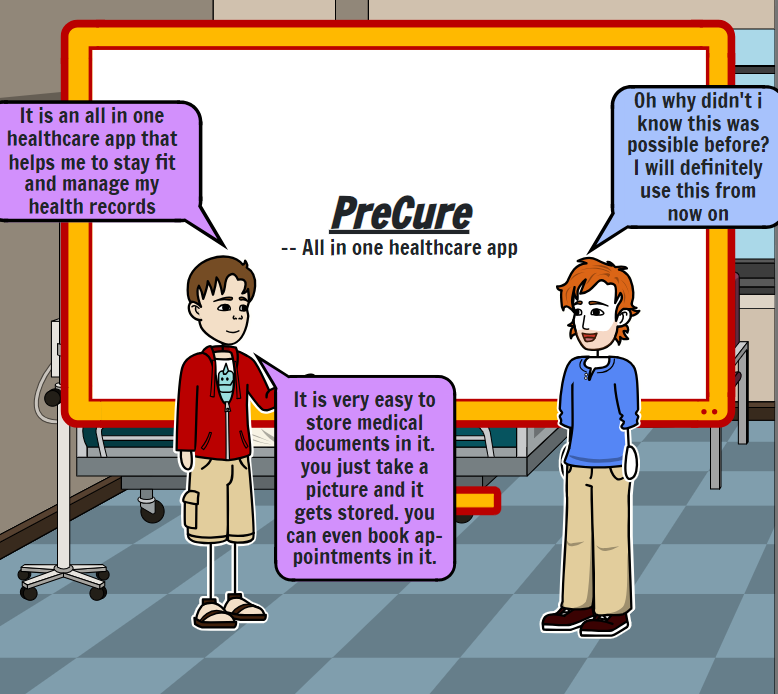 It is an all in one
healthcare app that
helps me to stay fit
and manage my
health records
Oh why didn't i
know this was
possible before?
I will definitely
use this from
now on
PreCure
-- All in one healthcare app
It is very easy to
store medical
documents in it.
you just take a
picture and it
gets stored. you
can even book ap-
pointments in it.